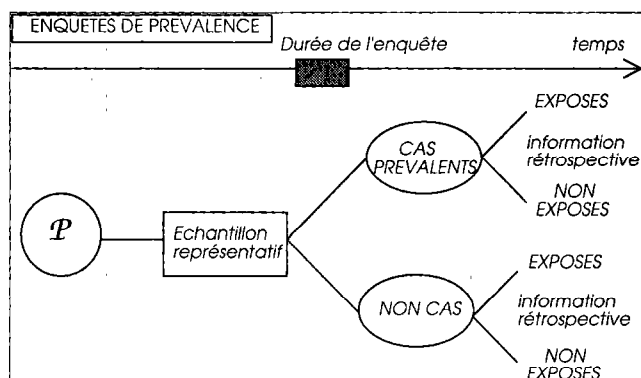 ENQUETES DE PREVALENCE
Durée de l'enquête
temps
EXPOSES
CAS
PREVALENTS
information
rétrospective
NON
EXPOSES
P
Echantillon
représentatif
EXPOSES
NON CAS
information
rétrospective
NON
EXPOSES